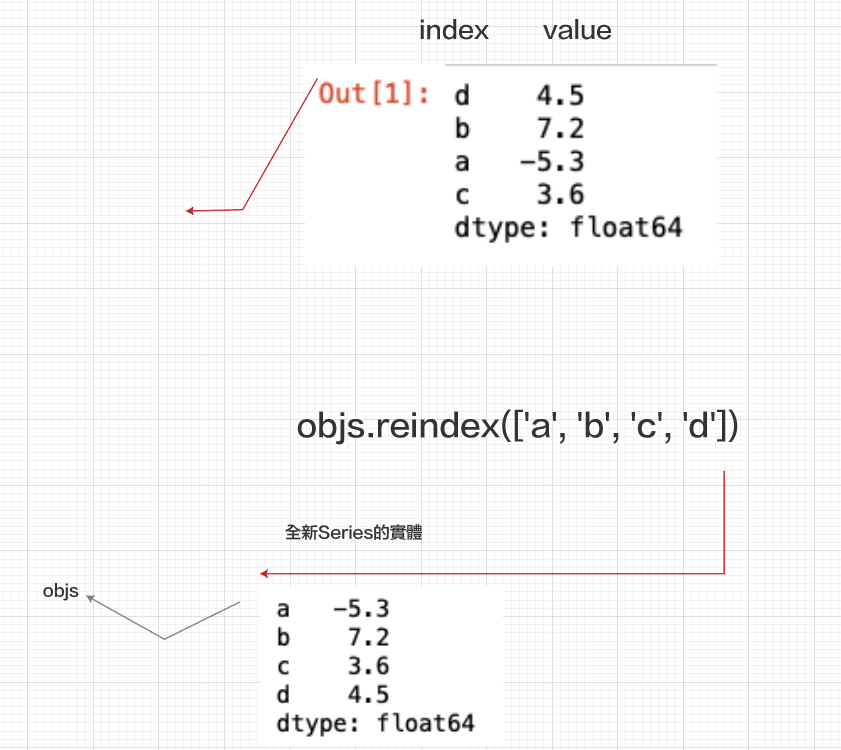 index value
Out[1]: d 4.5
b 7.2
a -5.3
c 3.6
dtype: float64
objs.reindex(['a', 'b', 'c', 'd'])
全新Series的實體
objs
a -5.3
b 7.2
c 3.6
d 4.5
dtype: float64